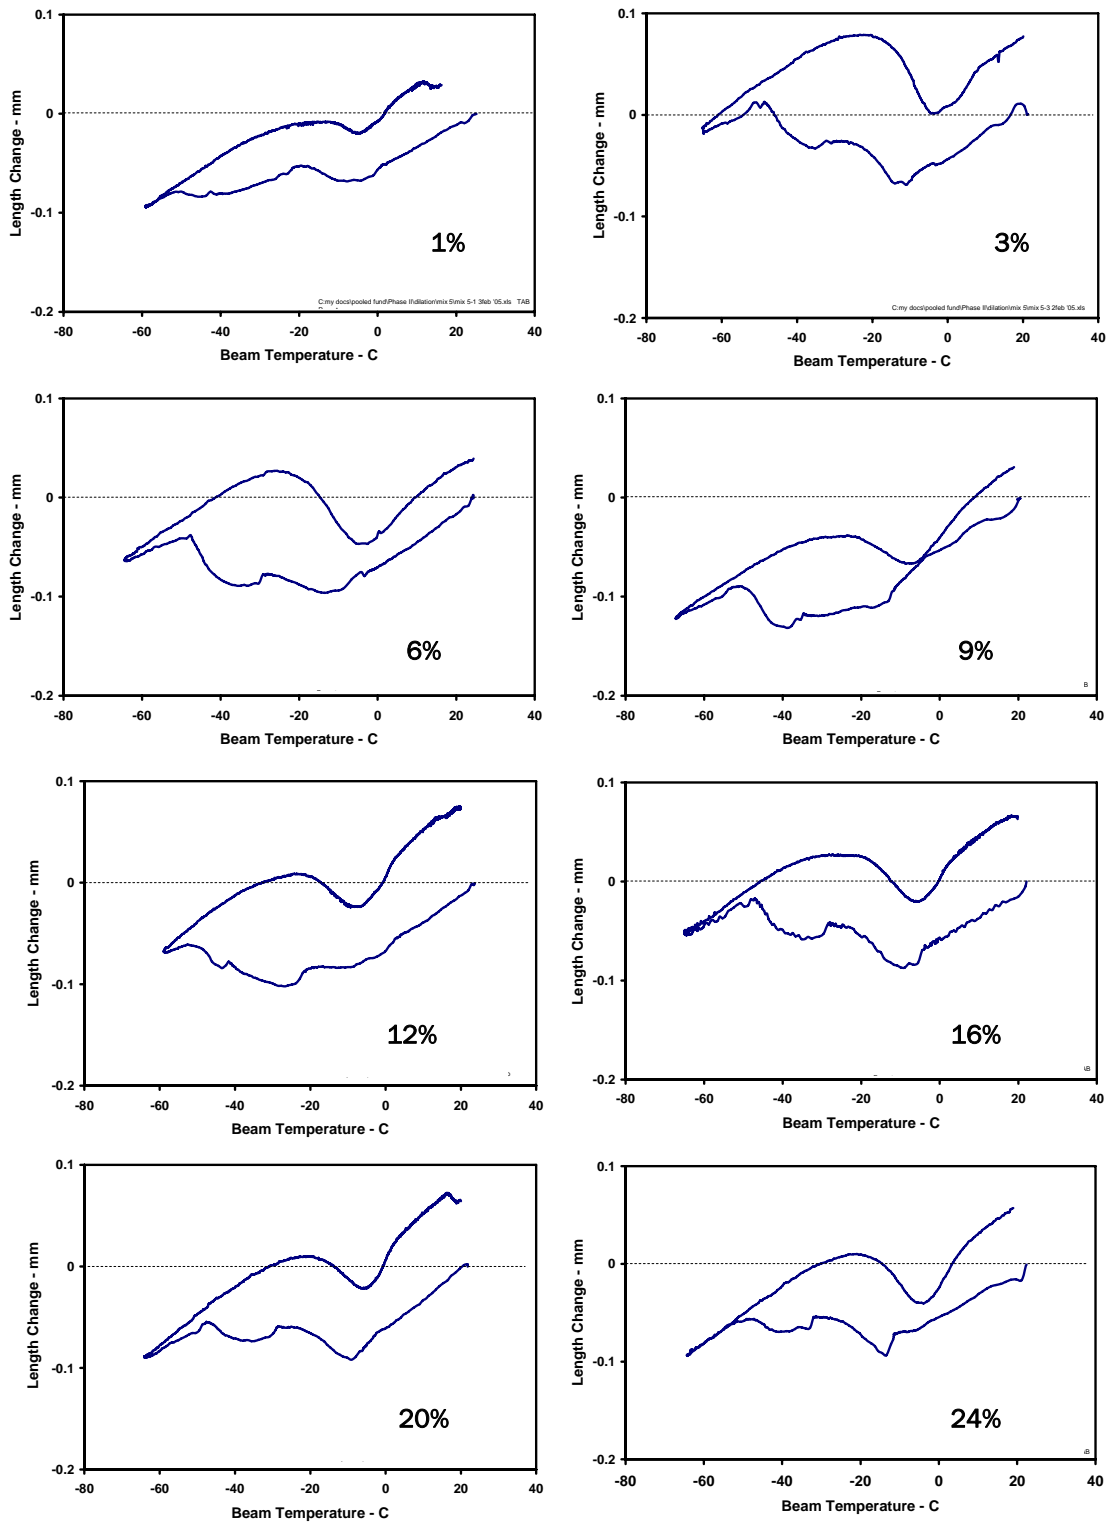 0.1
0
-0.1
-0.2
Length Change - mm
-80 -60 -40 -20 0 20 40
Beam Temperature - C
1%
C:my docs\pooled fund\Phase II\dilation\mix 5\mix 5-1 3feb '05.xls TAB
0.1
0
-0.1
-0.2
Length Change - mm
-80 -60 -40 -20 0 20 40
Beam Temperature - C
3%
C:my docs\pooled fund\Phase II\dilation\mix 5\mix 5-3 2feb '05.xls
0.1
0
-0.1
-0.2
Length Change - mm
-80 -60 -40 -20 0 20 40
Beam Temperature - C
6%
0.1
0
-0.1
-0.2
Length Change - mm
-80 -60 -40 -20 0 20 40
Beam Temperature - C
9%
B
0.1
0
-0.1
-0.2
Length Change - mm
-80 -60 -40 -20 0 20 40
Beam Temperature - C
12%
0.1
0
-0.1
-0.2
Length Change - mm
-80 -60 -40 -20 0 20 40
Beam Temperature - C
16%
AB
0.1
0
-0.1
-0.2
Length Change - mm
-80 -60 -40 -20 0 20 40
Beam Temperature - C
20%
0.1
0
-0.1
-0.2
Length Change - mm
-80 -60 -40 -20 0 20 40
Beam Temperature - C
24%
AB